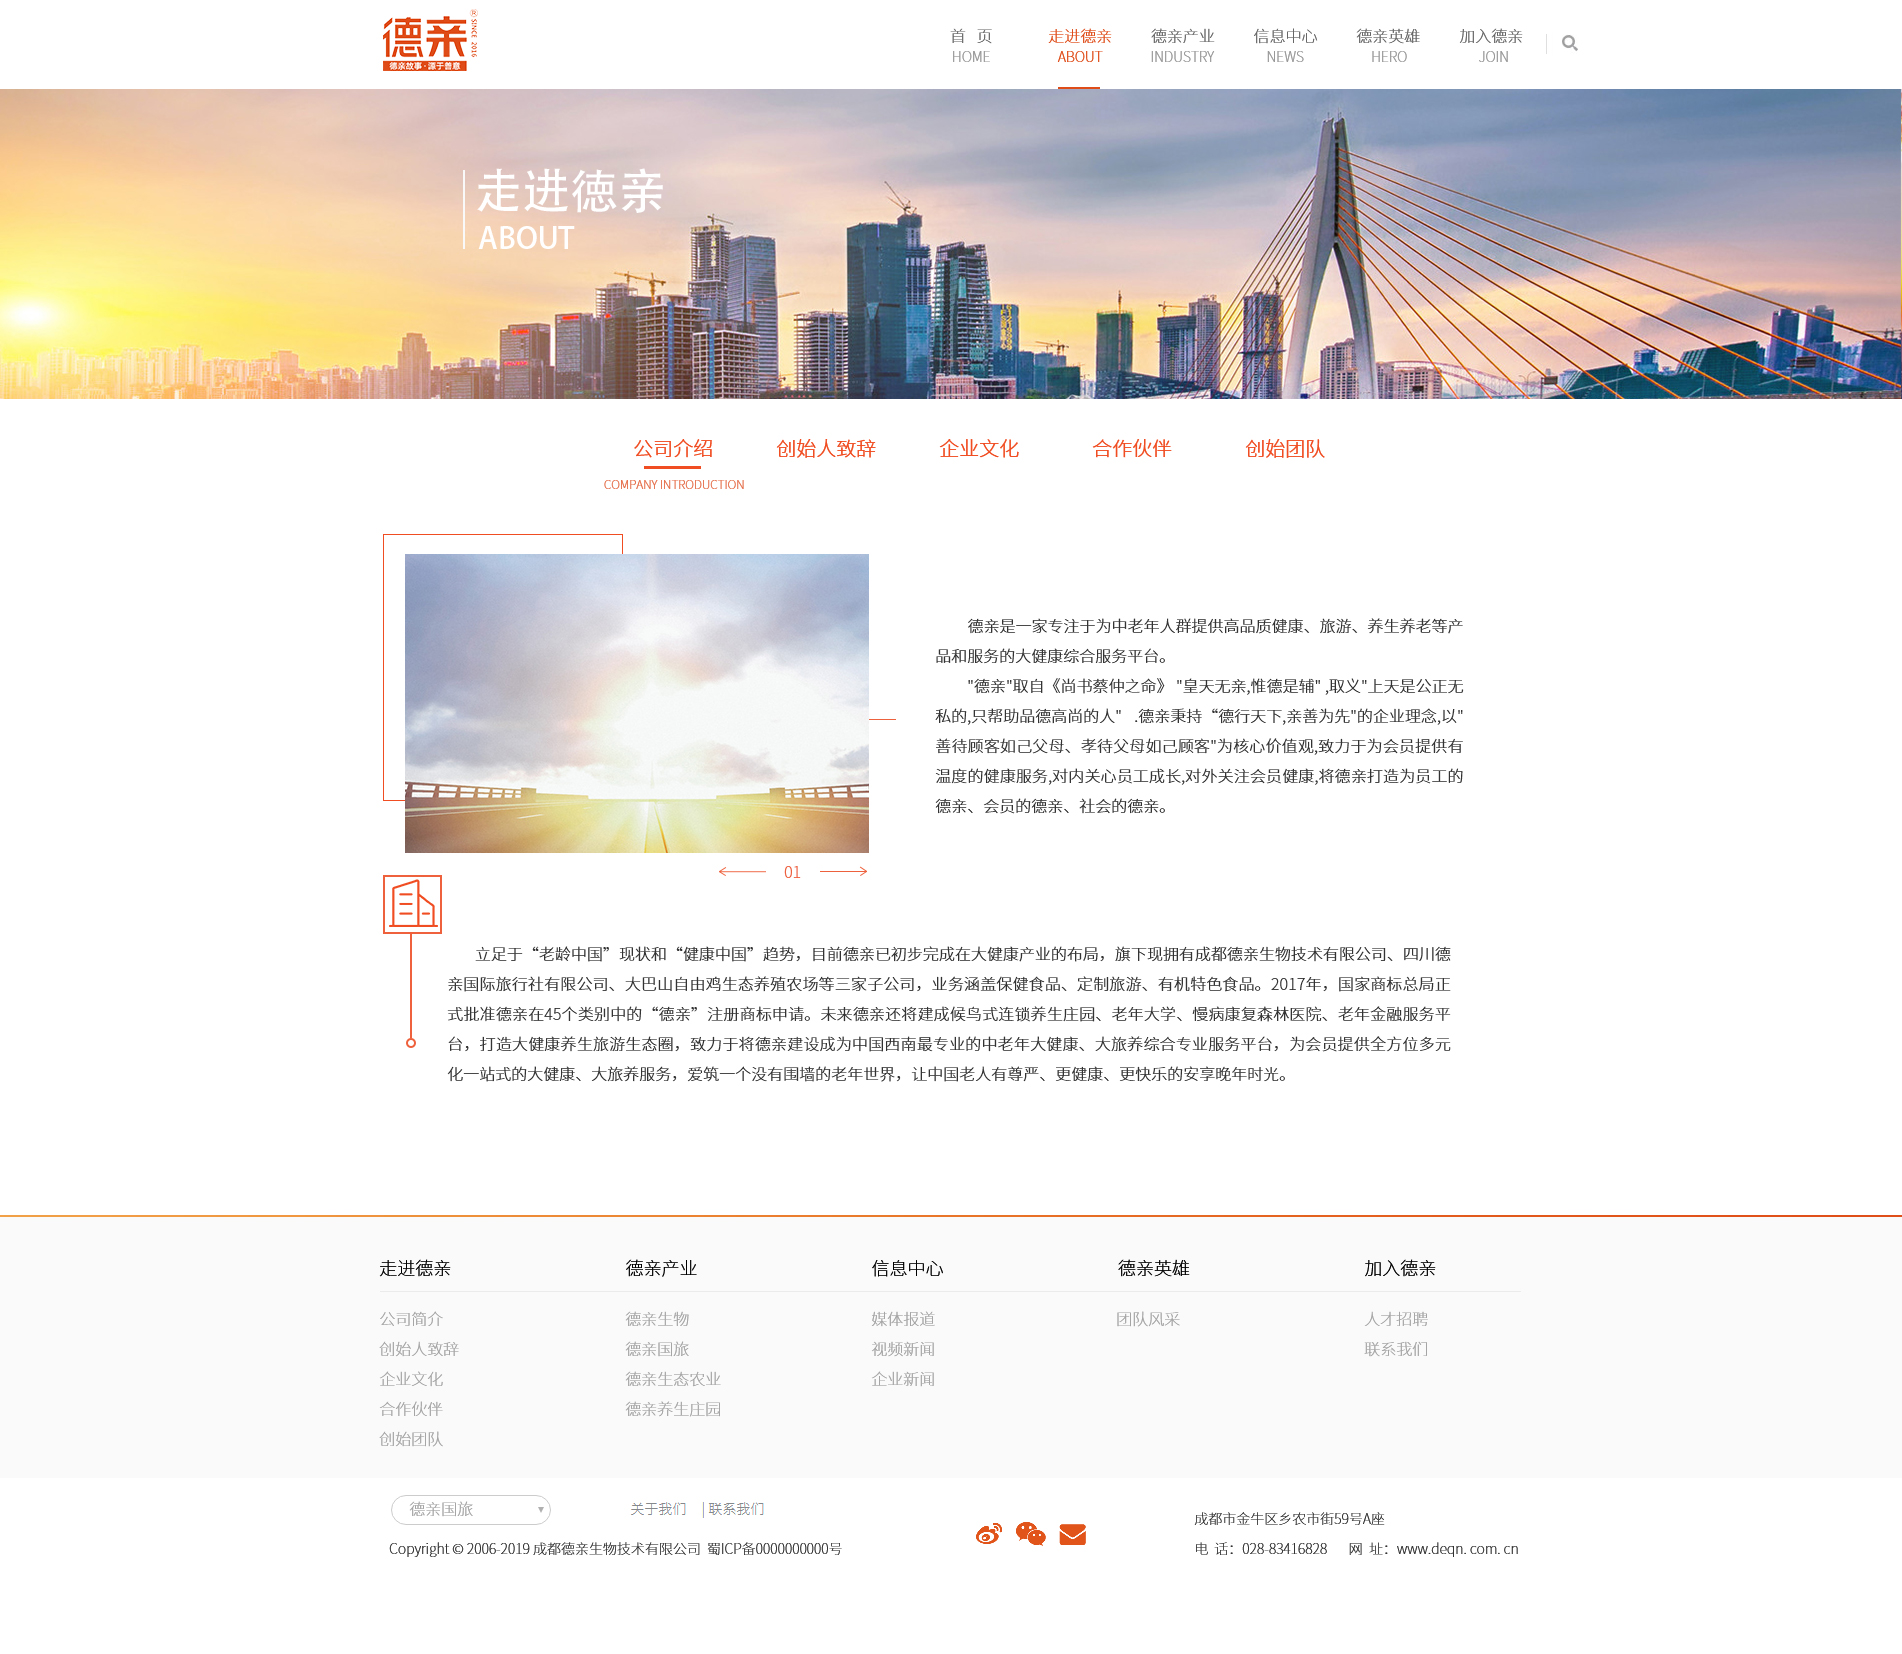 德亲
® SINCE 2016
德亲故事·源于善意
首 页 走进德亲 德亲产业 信息中心 德亲英雄 加入德亲
HOME ABOUT INDUSTRY NEWS HERO JOIN
走进德亲
ABOUT
公司介绍 创始人致辞 企业文化 合作伙伴 创始团队
COMPANY INTRODUCTION
德亲是一家专注于为中老年人群提供高品质健康、旅游、养生养老等产
品和服务的大健康综合服务平台。
"德亲"取自《尚书蔡仲之命》 "皇天无亲,惟德是辅" ,取义"上天是公正无
私的,只帮助品德高尚的人" .德亲秉持“德行天下,亲善为先"的企业理念,以"
善待顾客如己父母、孝待父母如己顾客"为核心价值观,致力于为会员提供有
温度的健康服务,对内关心员工成长,对外关注会员健康,将德亲打造为员工的
德亲、会员的德亲、社会的德亲。
01
立足于“老龄中国”现状和“健康中国”趋势，目前德亲已初步完成在大健康产业的布局，旗下现拥有成都德亲生物技术有限公司、四川德
亲国际旅行社有限公司、大巴山自由鸡生态养殖农场等三家子公司，业务涵盖保健食品、定制旅游、有机特色食品。2017年，国家商标总局正
式批准德亲在45个类别中的“德亲”注册商标申请。未来德亲还将建成候鸟式连锁养生庄园、老年大学、慢病康复森林医院、老年金融服务平
台，打造大健康养生旅游生态圈，致力于将德亲建设成为中国西南最专业的中老年大健康、大旅养综合专业服务平台，为会员提供全方位多元
化一站式的大健康、大旅养服务，爱筑一个没有围墙的老年世界，让中国老人有尊严、更健康、更快乐的安享晚年时光。
走进德亲 德亲产业 信息中心 德亲英雄 加入德亲
公司简介 德亲生物 媒体报道 团队风采 人才招聘
创始人致辞 德亲国旅 视频新闻 联系我们
企业文化 德亲生态农业 企业新闻
合作伙伴 德亲养生庄园
创始团队
德亲国旅 ▾ 关于我们 | 联系我们
成都市金牛区乡农市街59号A座
Copyright © 2006-2019 成都德亲生物技术有限公司 蜀ICP备0000000000号
电 话：028-83416828 网 址：www.deqn. com. cn